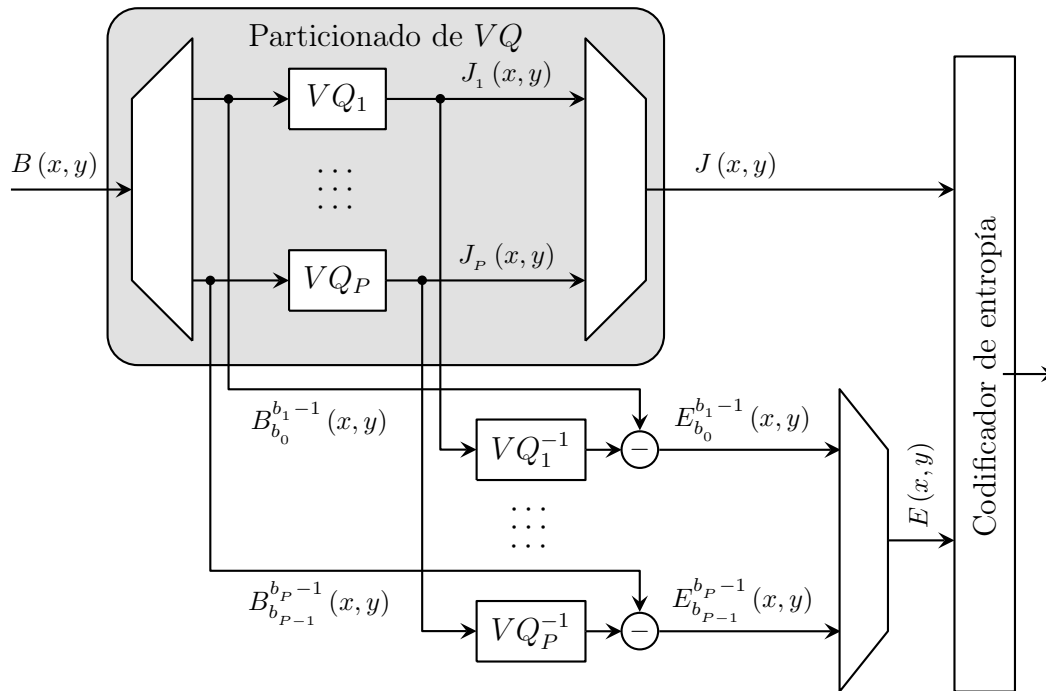 Particionado de VQ
VQ_1
J_1 (x, y)
B (x, y)
. . .
. . .
. . .
J (x, y)
VQ_P
J_P (x, y)
Codificador de entropía
B_{b_0}^{b_1-1} (x, y)
E_{b_0}^{b_1-1} (x, y)
VQ_1^{-1}
−
. . .
. . .
. . .
E (x, y)
B_{b_{P-1}}^{b_P-1} (x, y)
E_{b_{P-1}}^{b_P-1} (x, y)
VQ_P^{-1}
−